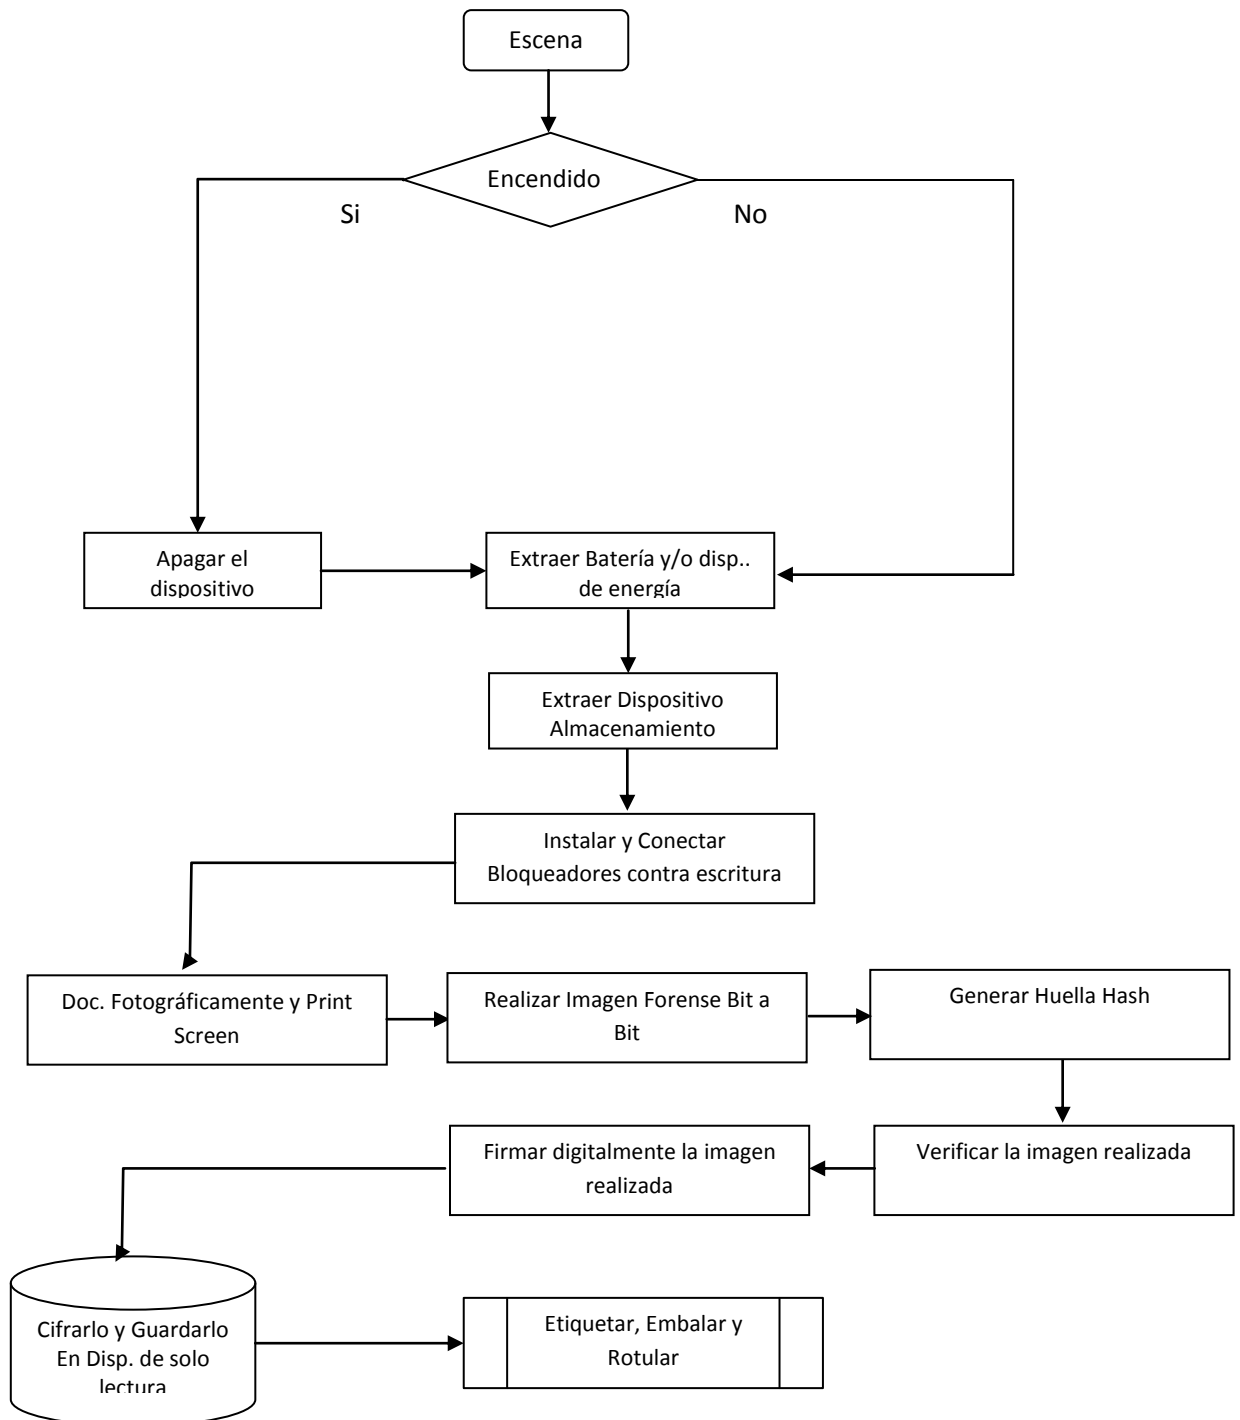 Escena
Encendido
Si
No
Apagar el
dispositivo
Extraer Batería y/o disp..
de energía
Extraer Dispositivo
Almacenamiento
Instalar y Conectar
Bloqueadores contra escritura
Doc. Fotográficamente y Print
Screen
Realizar Imagen Forense Bit a
Bit
Generar Huella Hash
Verificar la imagen realizada
Firmar digitalmente la imagen
realizada
Cifrarlo y Guardarlo
En Disp. de solo
lectura
Etiquetar, Embalar y
Rotular